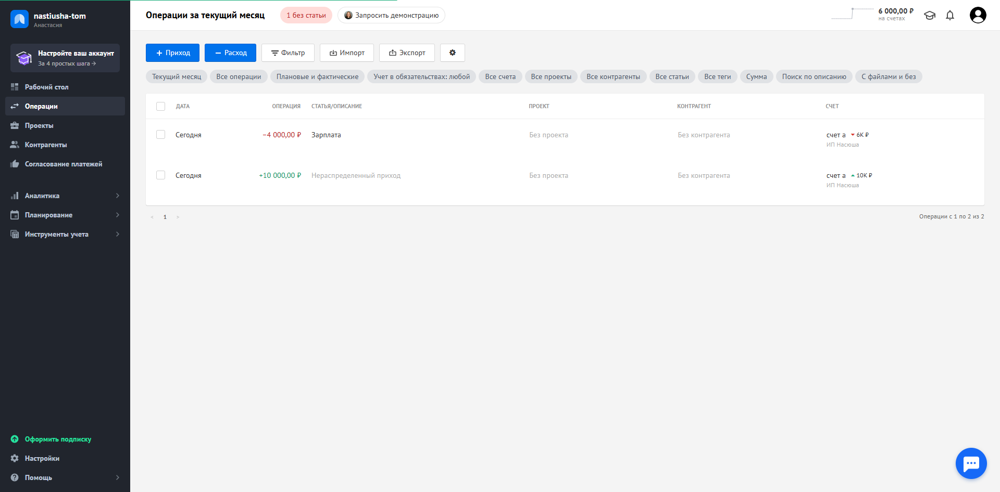 nastiusha-tom
Анастасия
Настройте ваш аккаунт
За 4 простых шага →
Рабочий стол
Операции
Проекты
Контрагенты
Согласование платежей
Аналитика
Планирование
Инструменты учета
Оформить подписку
Настройки
Помощь
Операции за текущий месяц
1 без статьи
Запросить демонстрацию
6 000,00 ₽
на счетах
+ Приход
− Расход
Фильтр
Импорт
Экспорт
Текущий месяц Все операции Плановые и фактические Учет в обязательствах: любой Все счета Все проекты Все контрагенты Все статьи Все теги Сумма Поиск по описанию С файлами и без
ДАТА ОПЕРАЦИЯ СТАТЬЯ/ОПИСАНИЕ ПРОЕКТ КОНТРАГЕНТ СЧЕТ
Сегодня −4 000,00 ₽ Зарплата Без проекта Без контрагента счет а 6К ₽
ИП Насюша
Сегодня +10 000,00 ₽ Нераспределенный приход Без проекта Без контрагента счет а 10К ₽
ИП Насюша
< 1 >
Операции с 1 по 2 из 2